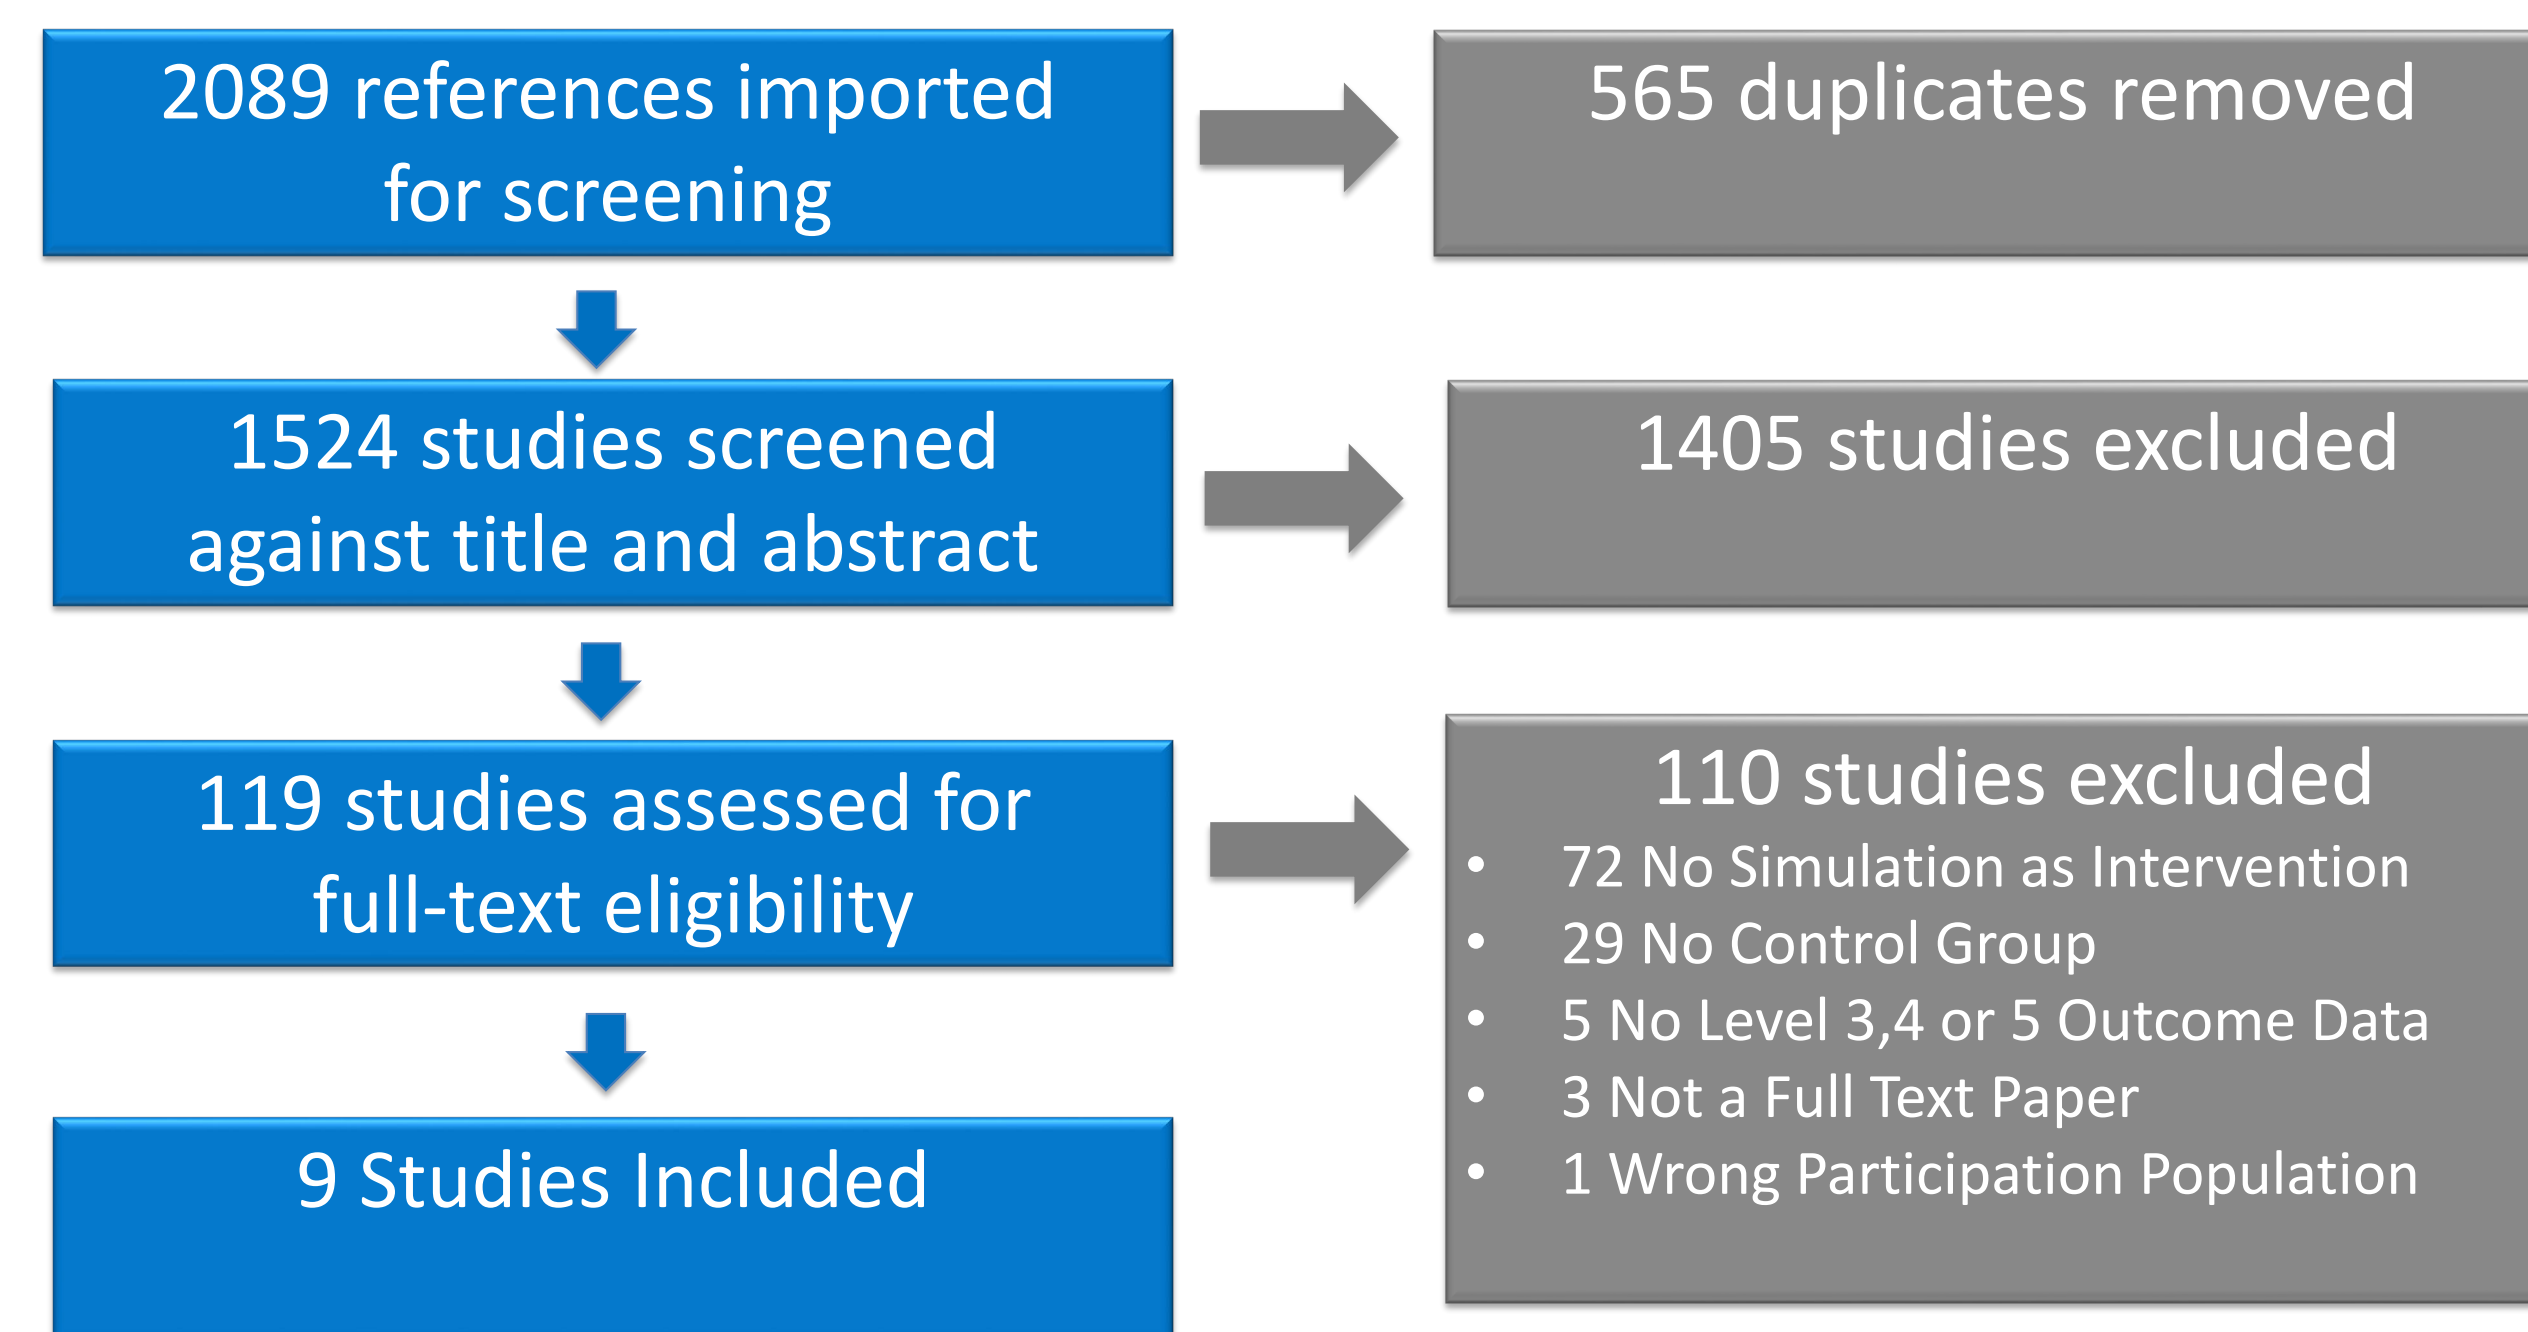 2089 references imported
for screening
565 duplicates removed
1524 studies screened
against title and abstract
1405 studies excluded
119 studies assessed for
full-text eligibility
110 studies excluded
• 72 No Simulation as Intervention
• 29 No Control Group
• 5 No Level 3,4 or 5 Outcome Data
• 3 Not a Full Text Paper
• 1 Wrong Participation Population
9 Studies Included